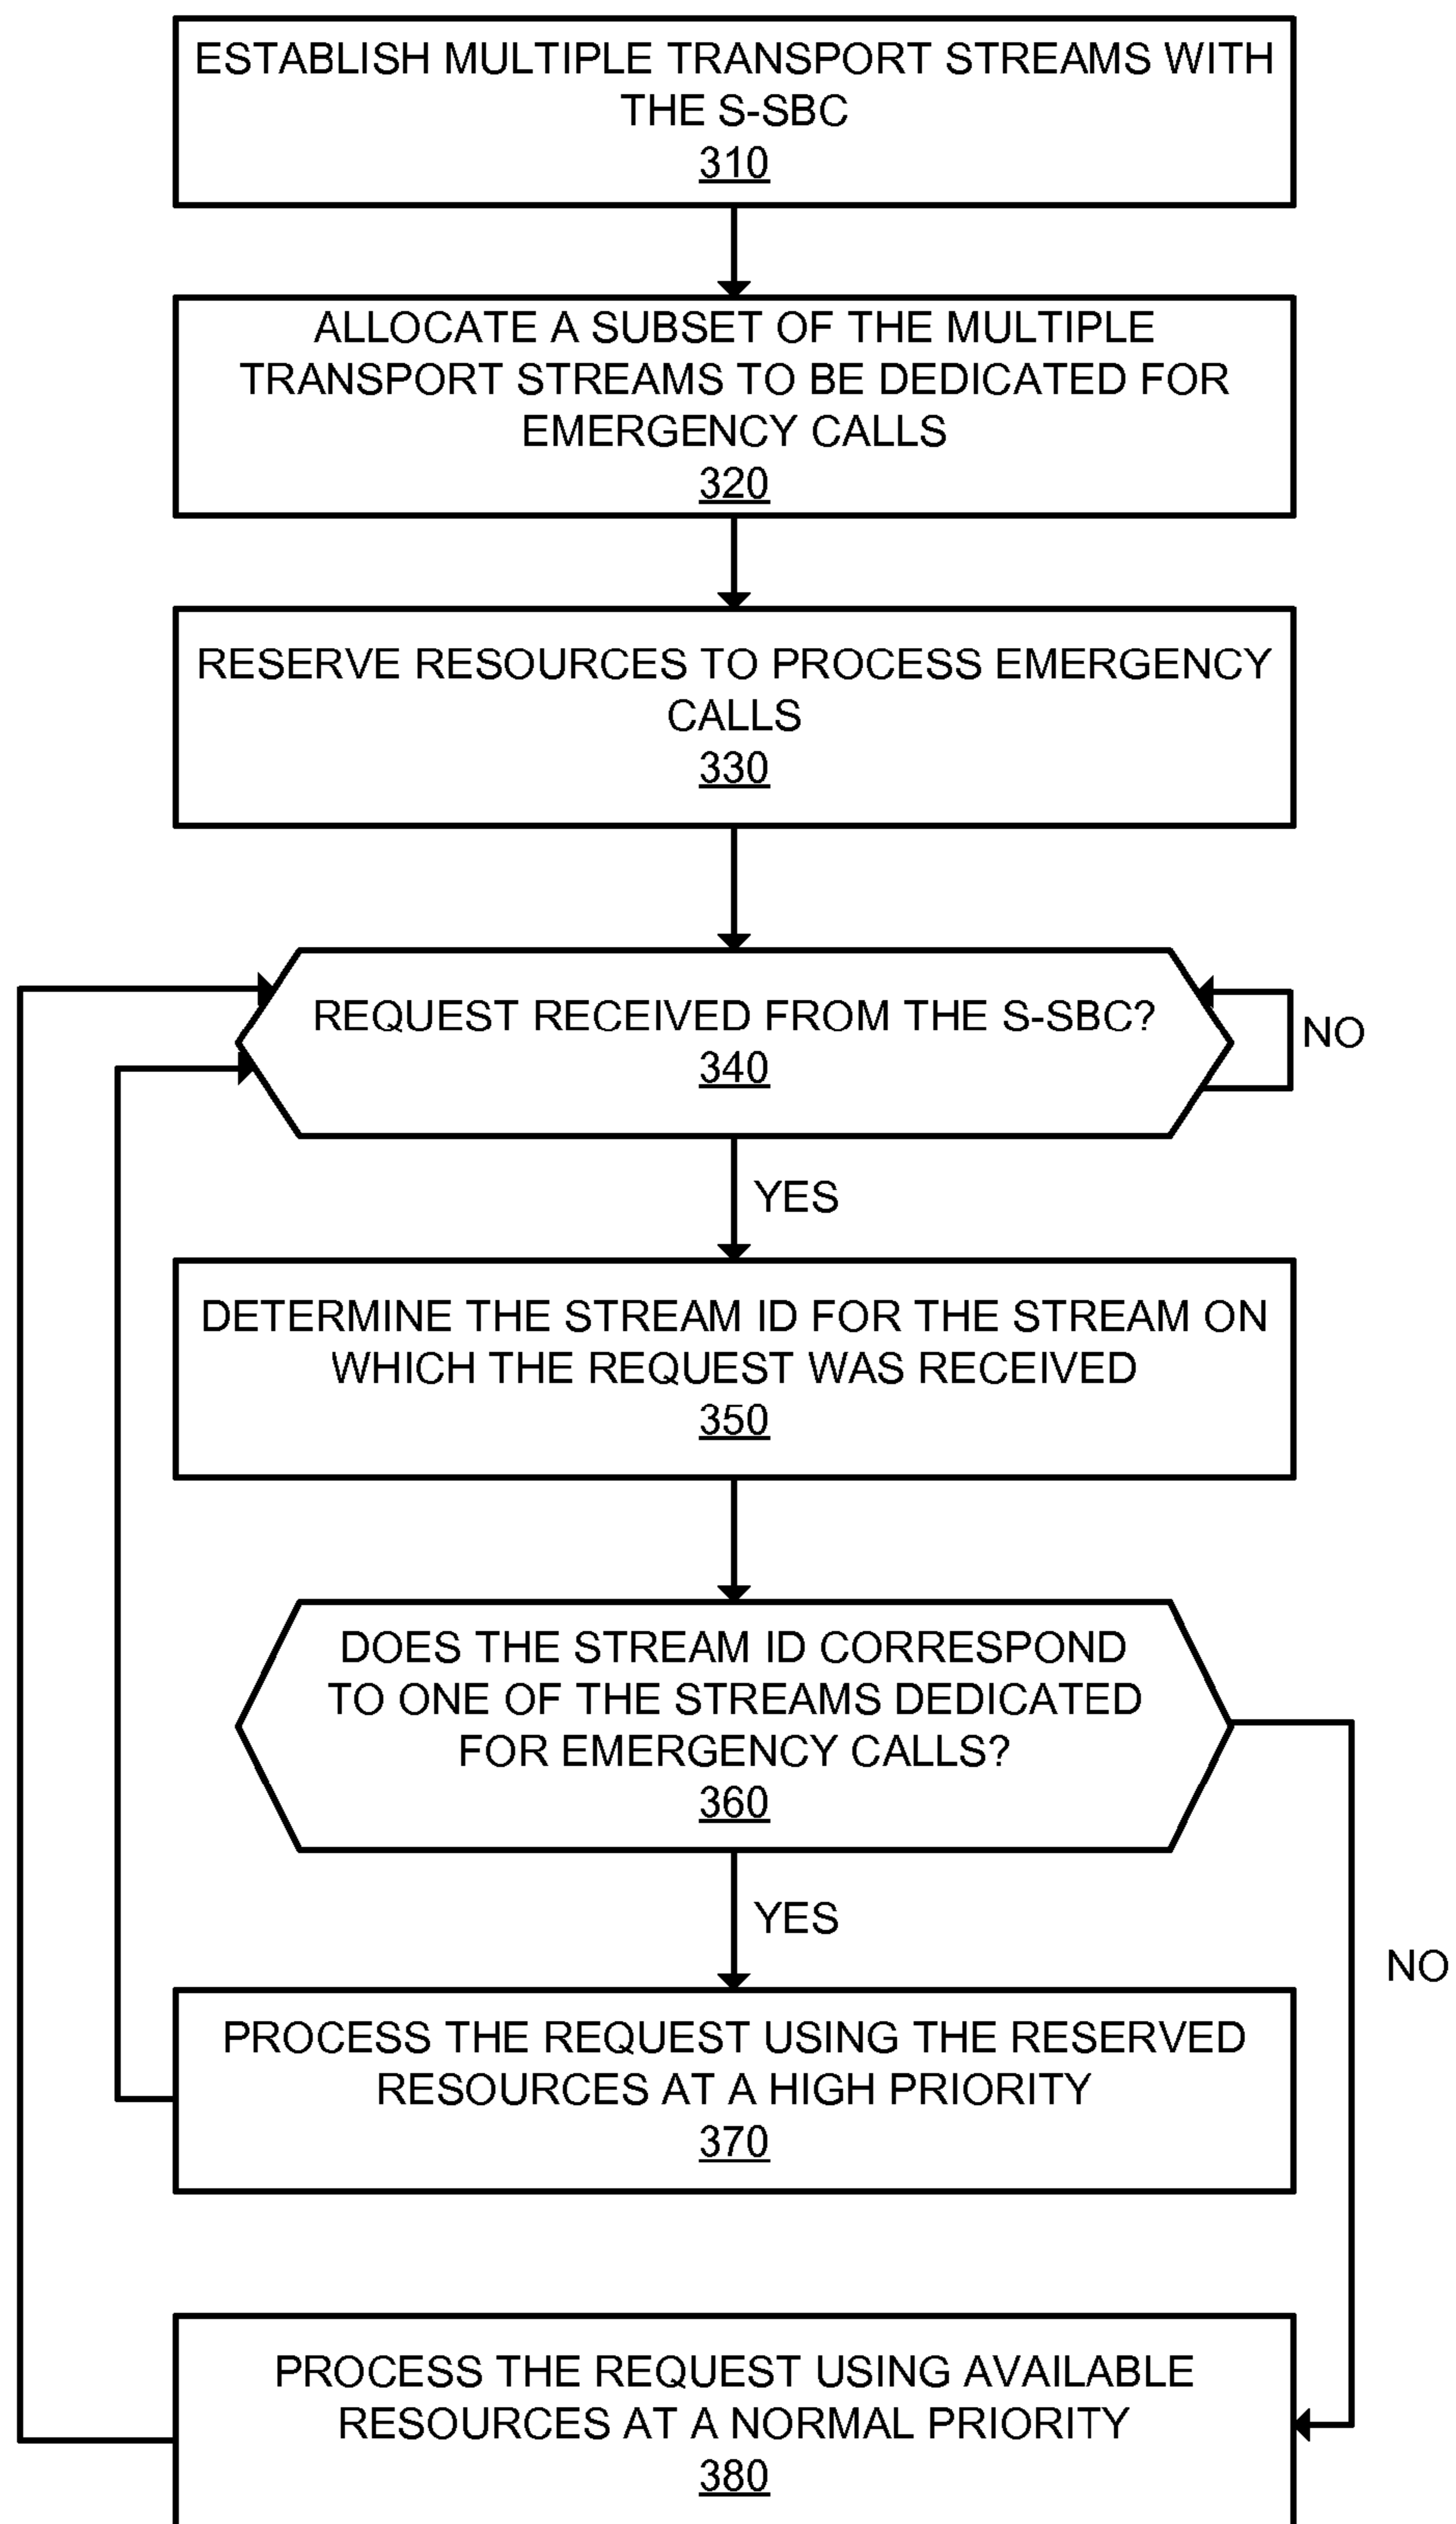 ESTABLISH MULTIPLE TRANSPORT STREAMS WITH
THE S-SBC
310
ALLOCATE A SUBSET OF THE MULTIPLE
TRANSPORT STREAMS TO BE DEDICATED FOR
EMERGENCY CALLS
320
RESERVE RESOURCES TO PROCESS EMERGENCY
CALLS
330
REQUEST RECEIVED FROM THE S-SBC?
340
NO
YES
DETERMINE THE STREAM ID FOR THE STREAM ON
WHICH THE REQUEST WAS RECEIVED
350
DOES THE STREAM ID CORRESPOND
TO ONE OF THE STREAMS DEDICATED
FOR EMERGENCY CALLS?
360
YES
NO
PROCESS THE REQUEST USING THE RESERVED
RESOURCES AT A HIGH PRIORITY
370
PROCESS THE REQUEST USING AVAILABLE
RESOURCES AT A NORMAL PRIORITY
380